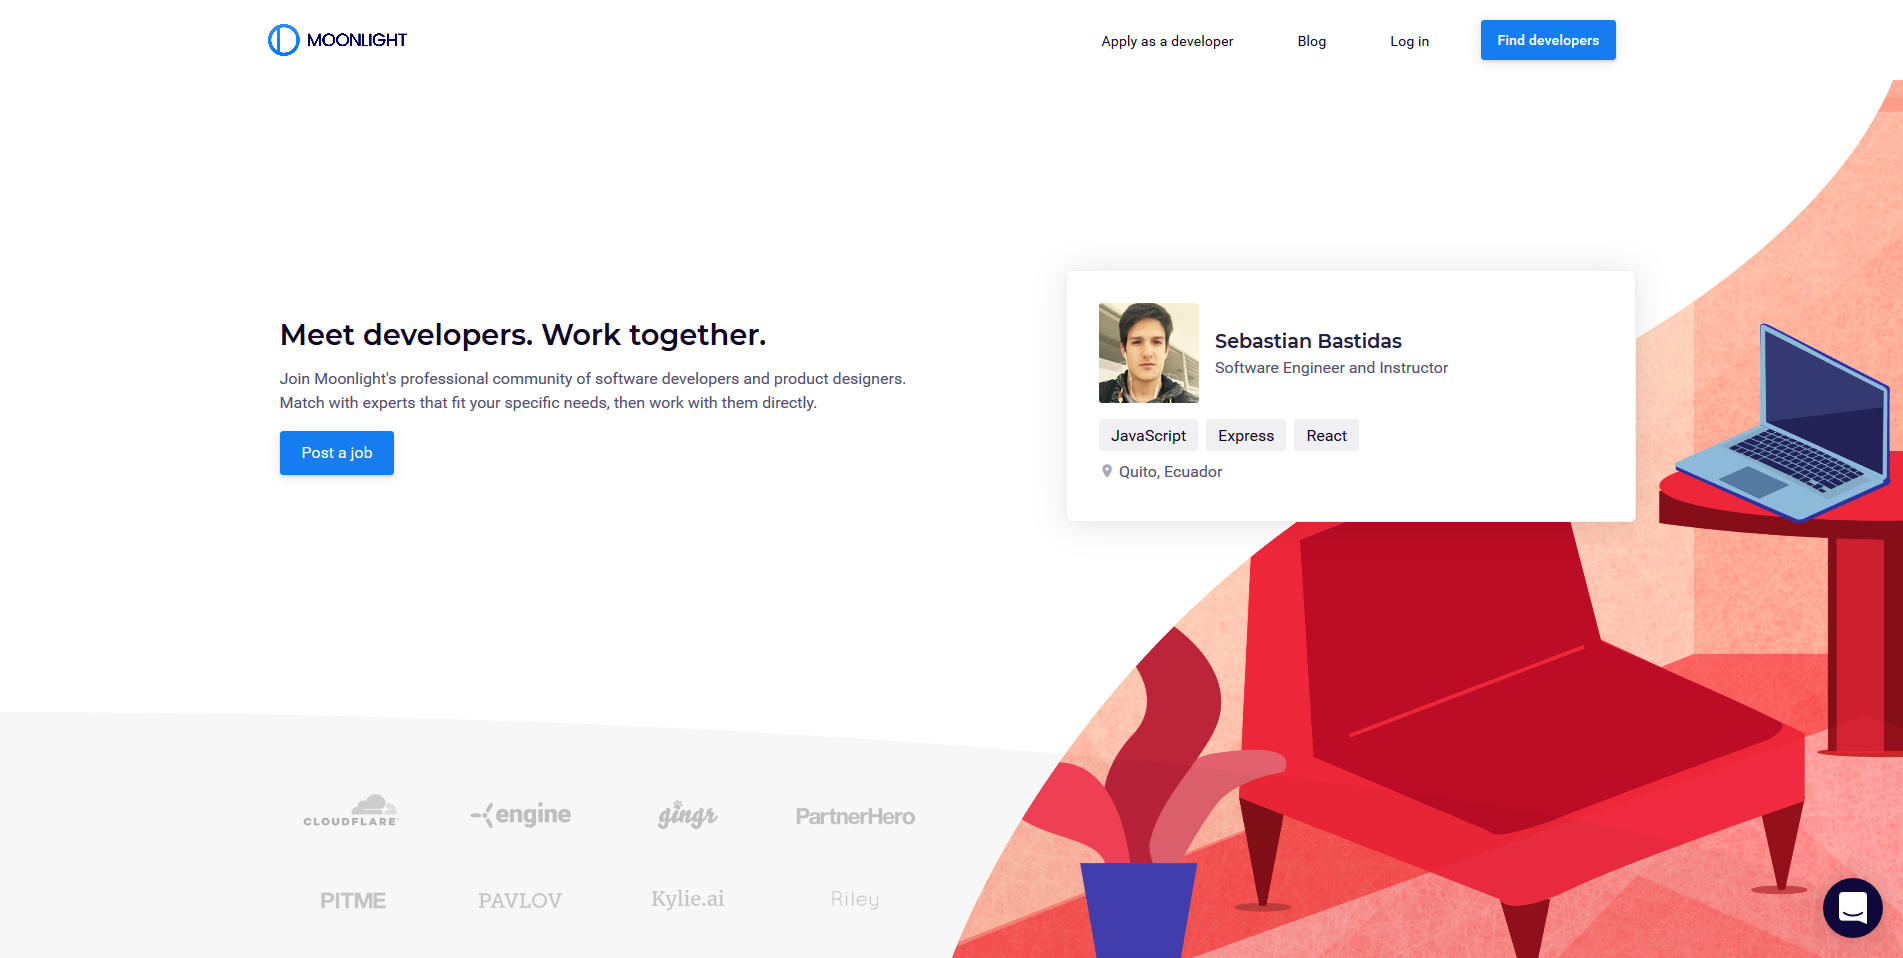 MOONLIGHT
Apply as a developer
Blog
Log in
Find developers
Meet developers. Work together.
Join Moonlight's professional community of software developers and product designers.
Match with experts that fit your specific needs, then work with them directly.
Post a job
Sebastian Bastidas
Software Engineer and Instructor
JavaScript
Express
React
Quito, Ecuador
CLOUDFLARE
engine
gingr
PartnerHero
PITME
PAVLOV
Kylie.ai
Riley